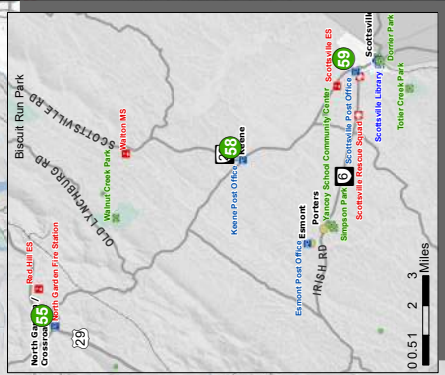 Biscuit Run Park
SCOTTSVILLE RD
Walton MS
Walnut Creek Park
OLD LYNCHBURG RD
Red Hill ES
North Garden Fire Station
North Garden /
Crossroads
55
29
58
Keene
Keene Post Office
Scottsville ES
59
Scottsville
Dorrier Park
Yancey School Community Center
Scottsville Post Office
Scottsville Library
Totier Creek Park
Scottsville Rescue Squad
6
Simpson Park
Porters
Esmont
Esmont Post Office
IRISH RD
0 0.5 1 2 3
Miles